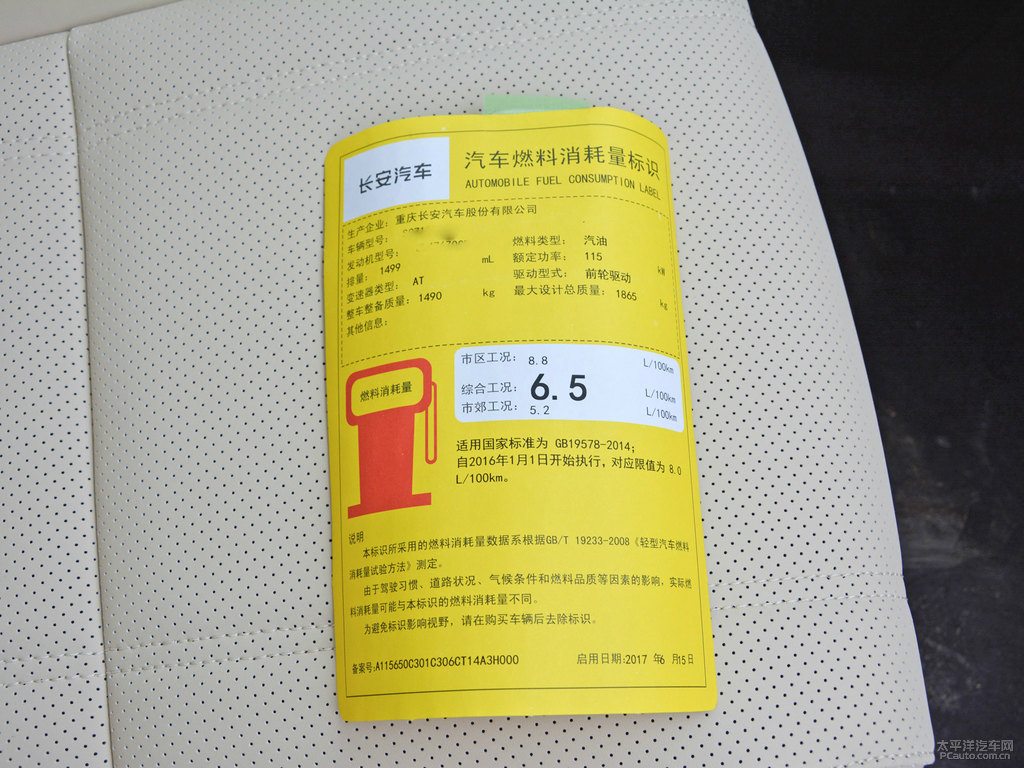 长安汽车
汽车燃料消耗量标识
AUTOMOBILE FUEL CONSUMPTION LABEL
生产企业：重庆长安汽车股份有限公司
车辆型号：
发动机型号： 燃料类型： 汽油
排量： 1499 mL 额定功率： 115 kW
变速器类型： AT 驱动型式： 前轮驱动
整车整备质量：1490 kg 最大设计总质量： 1865 kg
其他信息：
燃料消耗量
市区工况： 8.8 L/100km
综合工况： 6.5 L/100km
市郊工况： 5.2 L/100km
适用国家标准为 GB19578-2014；
自2016年1月1日开始执行，对应限值为 8.0
L/100km。
说明
本标识所采用的燃料消耗量数据系根据GB/T 19233-2008《轻型汽车燃料
消耗量试验方法》测定。
由于驾驶习惯、道路状况、气候条件和燃料品质等因素的影响，实际燃
料消耗量可能与本标识的燃料消耗量不同。
为避免标识影响视野，请在购买车辆后去除标识。
备案号:A115650C301C306CT14A3H000 启用日期:2017 年6 月15日
太平洋汽车网
PCauto.com.cn